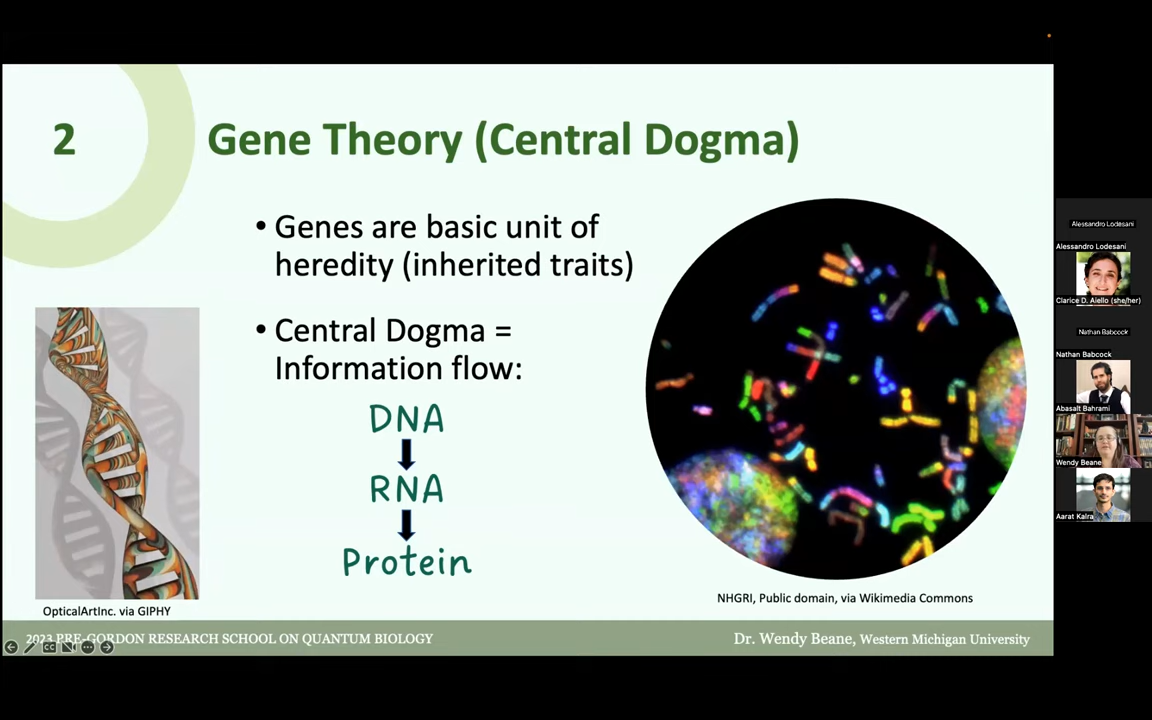 2
Gene Theory (Central Dogma)
• Genes are basic unit of
heredity (inherited traits)
• Central Dogma =
Information flow:
DNA
RNA
Protein
OpticalArtInc. via GIPHY
NHGRI, Public domain, via Wikimedia Commons
2023 PRE-GORDON RESEARCH SCHOOL ON QUANTUM BIOLOGY
Dr. Wendy Beane, Western Michigan University
CC
Alessandro Lodesani
Alessandro Lodesani
Clarice D. Aiello (she/her)
Nathan Babcock
Nathan Babcock
Abasalt Bahrami
Wendy Beane
Aarat Kalra